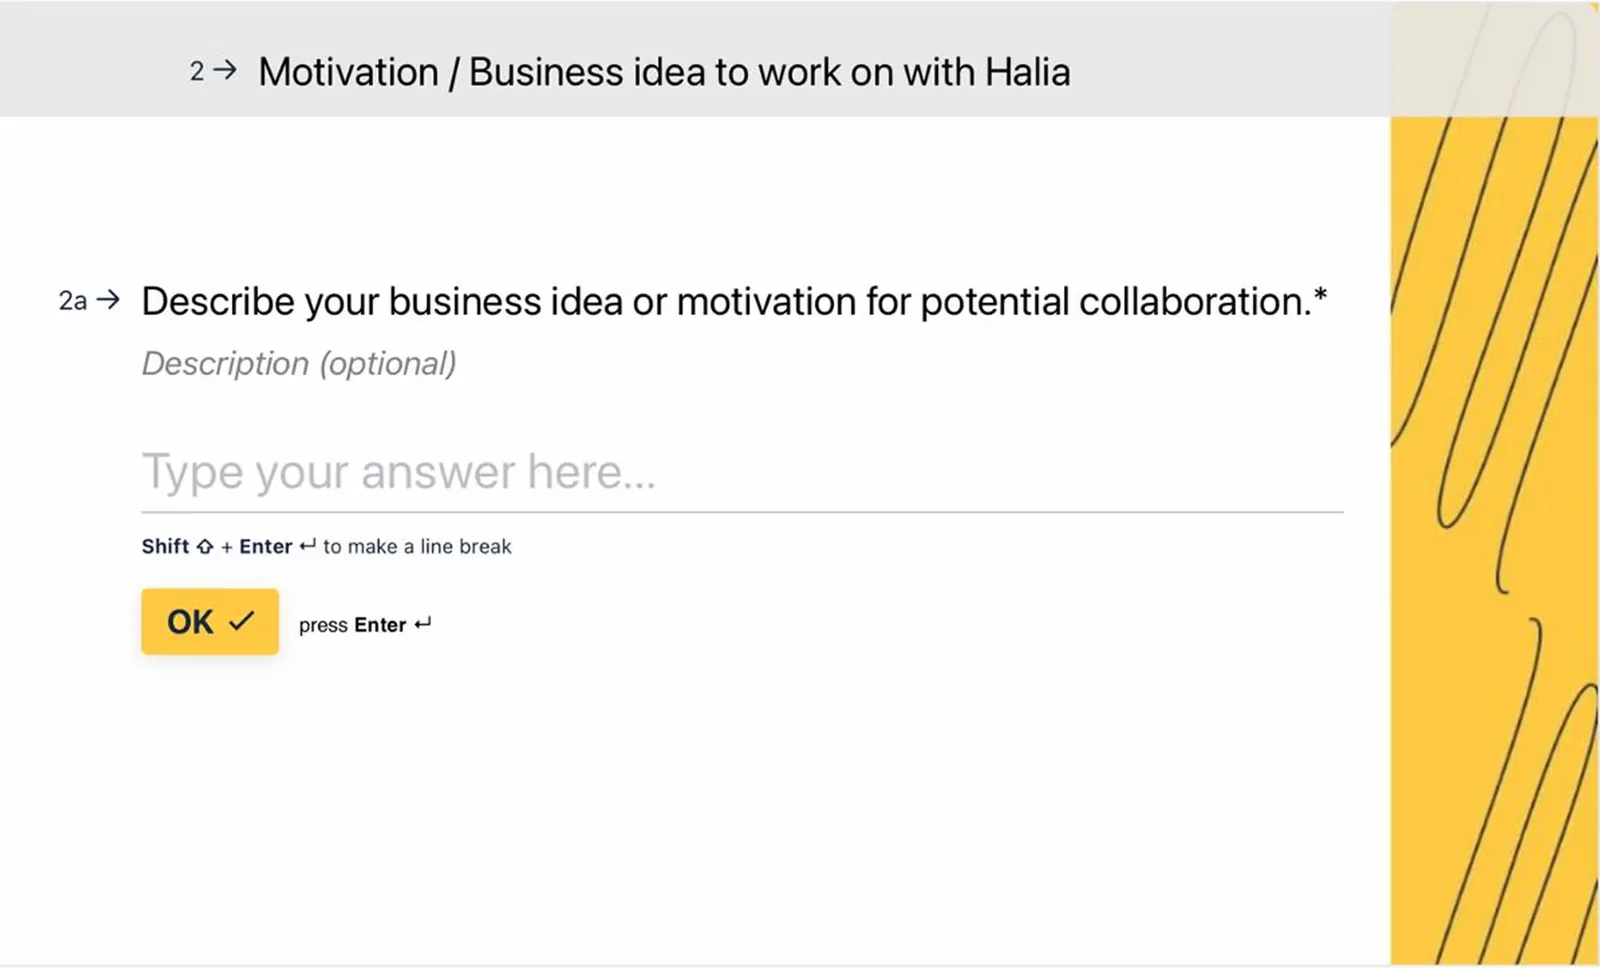 2 → Motivation / Business idea to work on with Halia
2a → Describe your business idea or motivation for potential collaboration.*
Description (optional)
Type your answer here...
Shift ⇧ + Enter ↵ to make a line break
OK ✓ press Enter ↵